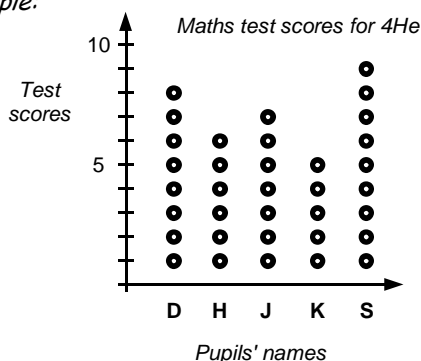 ple:
Maths test scores for 4He
10
Test
scores
5
D H J K S
Pupils' names